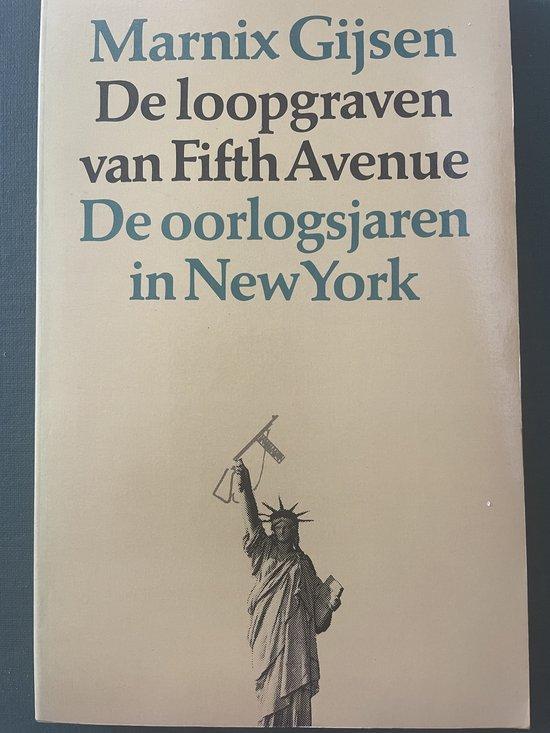 Marnix Gijsen
De loopgraven
van Fifth Avenue
De oorlogsjaren
in New York